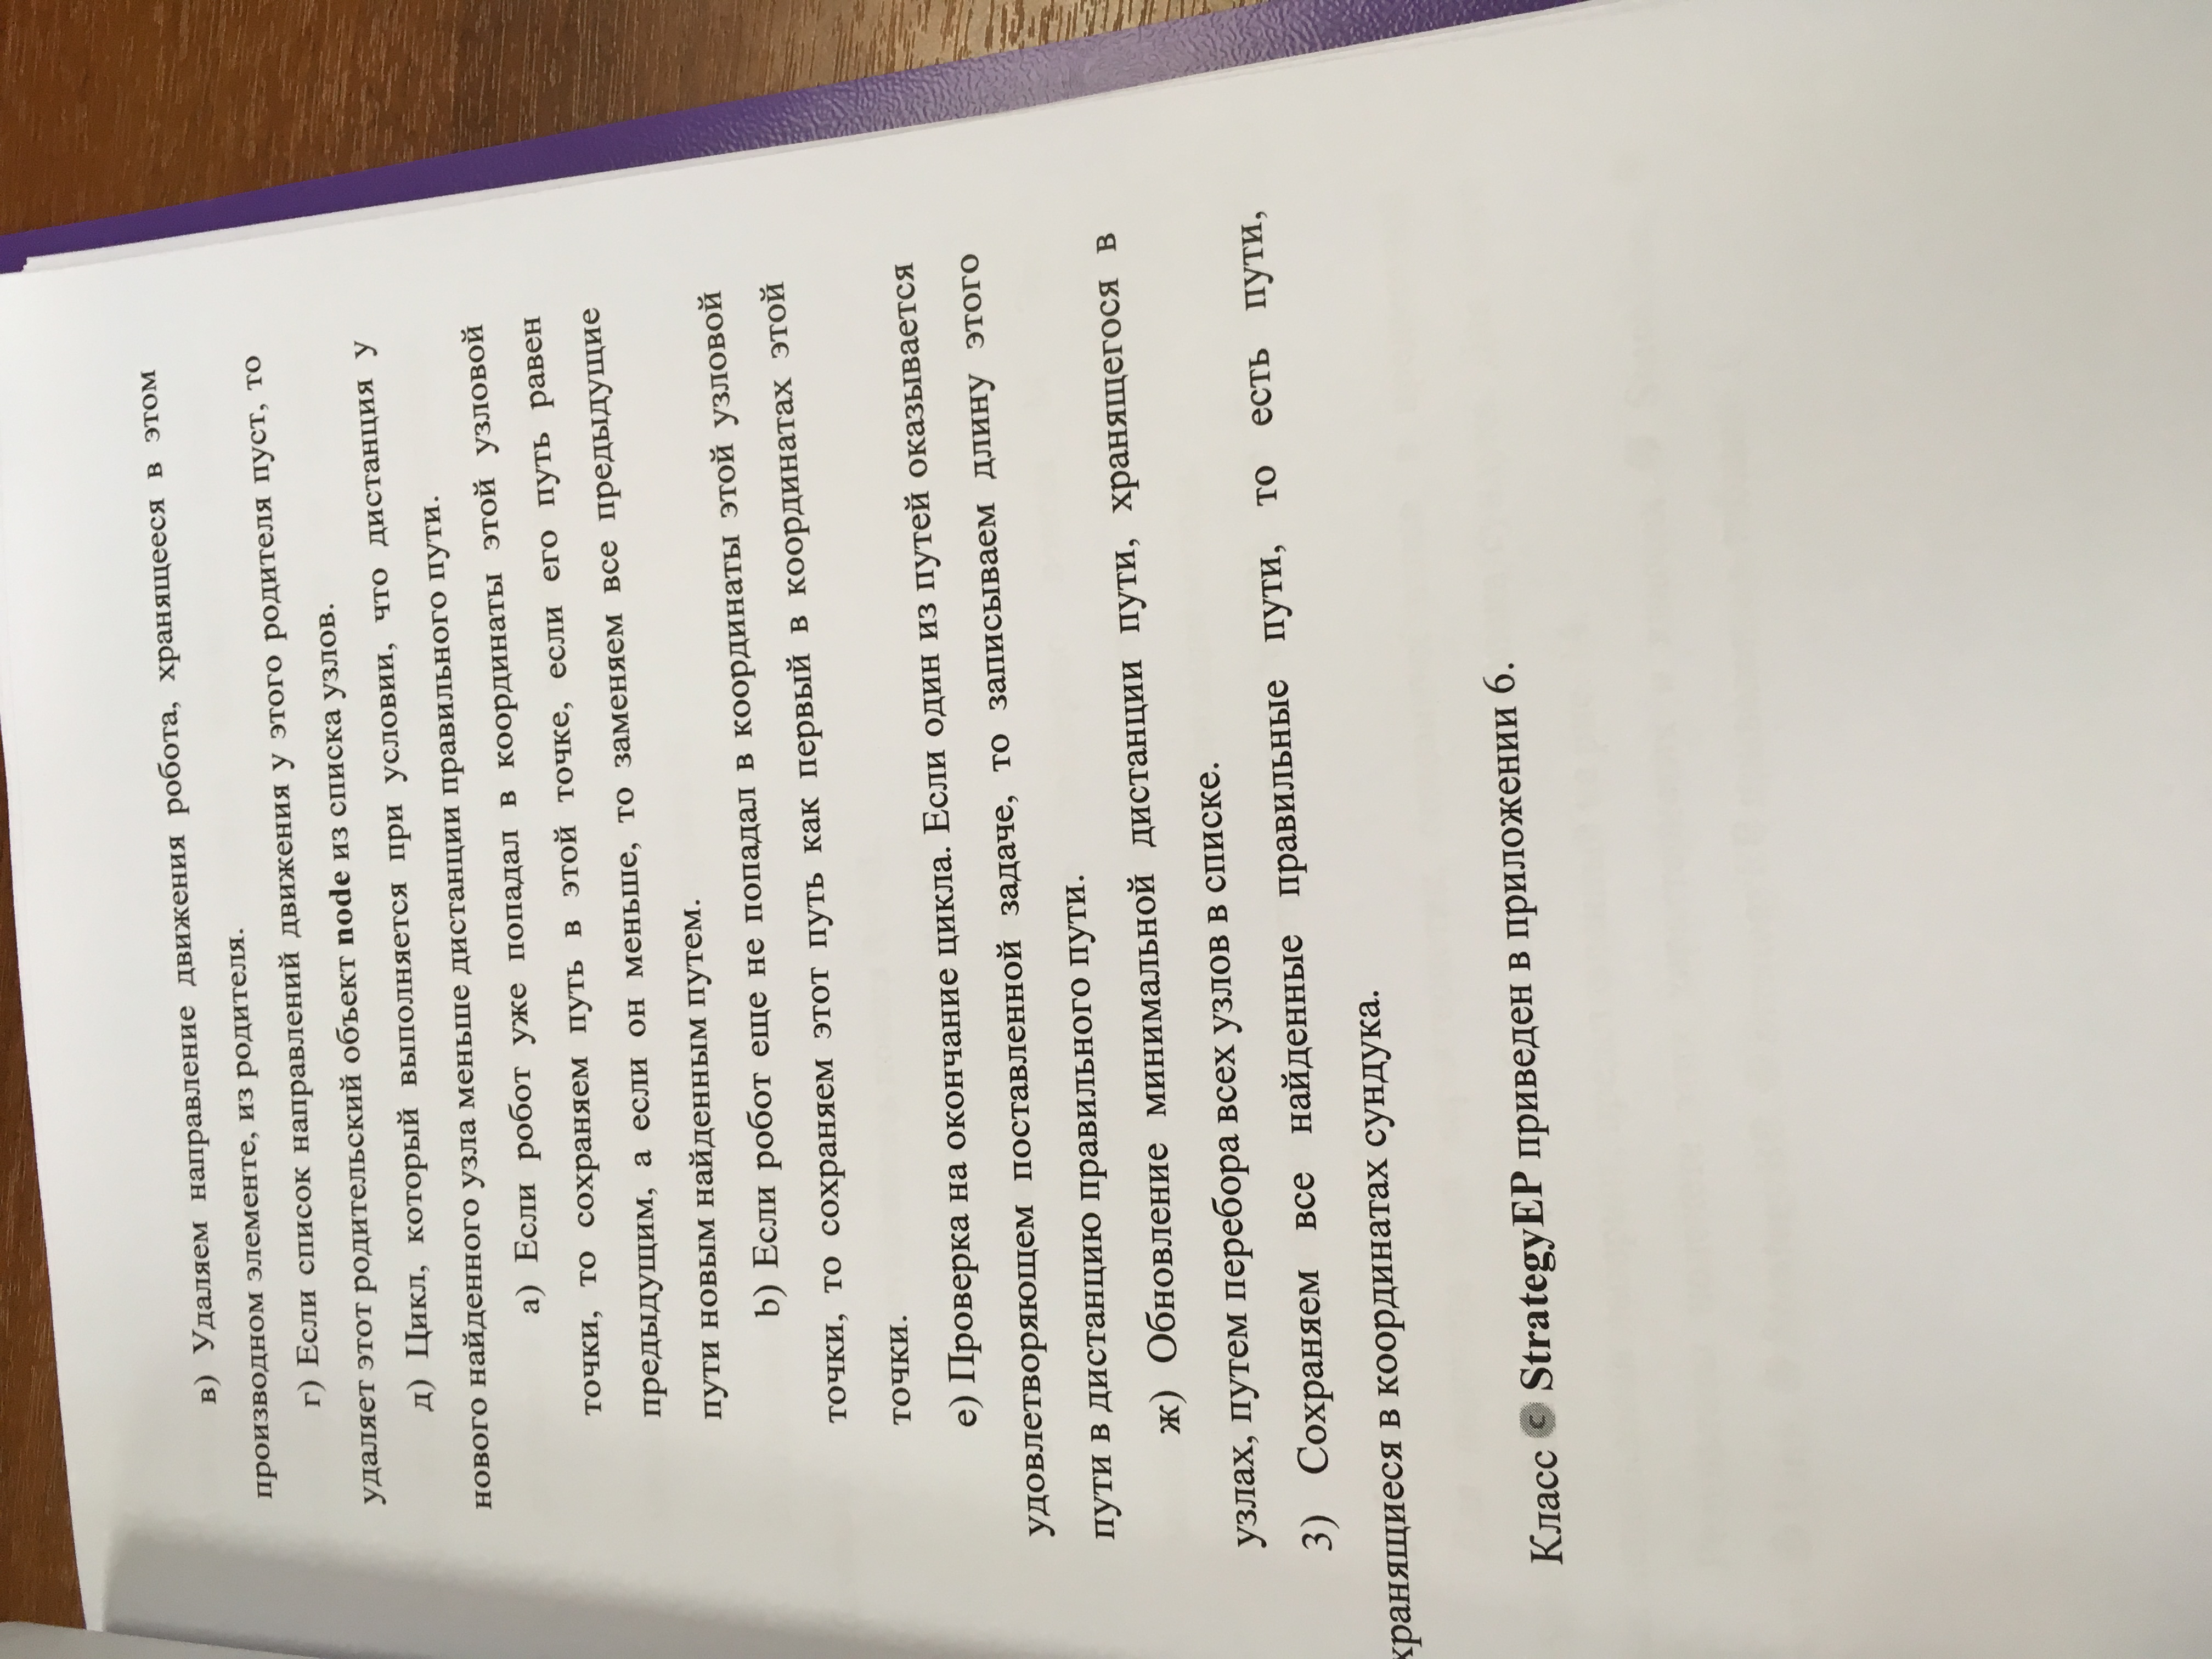 в) Удаляем направление движения робота, хранящееся в этом
производном элементе, из родителя.
г) Если список направлений движения у этого родителя пуст, то
удаляет этот родительский объект node из списка узлов.
д) Цикл, который выполняется при условии, что дистанция у
нового найденного узла меньше дистанции правильного пути.
a) Если робот уже попадал в координаты этой узловой
точки, то сохраняем путь в этой точке, если его путь равен
предыдущим, а если он меньше, то заменяем все предыдущие
пути новым найденным путем.
b) Если робот еще не попадал в координаты этой узловой
точки, то сохраняем этот путь как первый в координатах этой
точки.
е) Проверка на окончание цикла. Если один из путей оказывается
удовлетворяющем поставленной задаче, то записываем длину этого
пути в дистанцию правильного пути.
ж) Обновление минимальной дистанции пути, хранящегося в
узлах, путем перебора всех узлов в списке.
3) Сохраняем все найденные правильные пути, то есть пути,
хранящиеся в координатах сундука.
Класс C StrategyEP приведен в приложении 6.